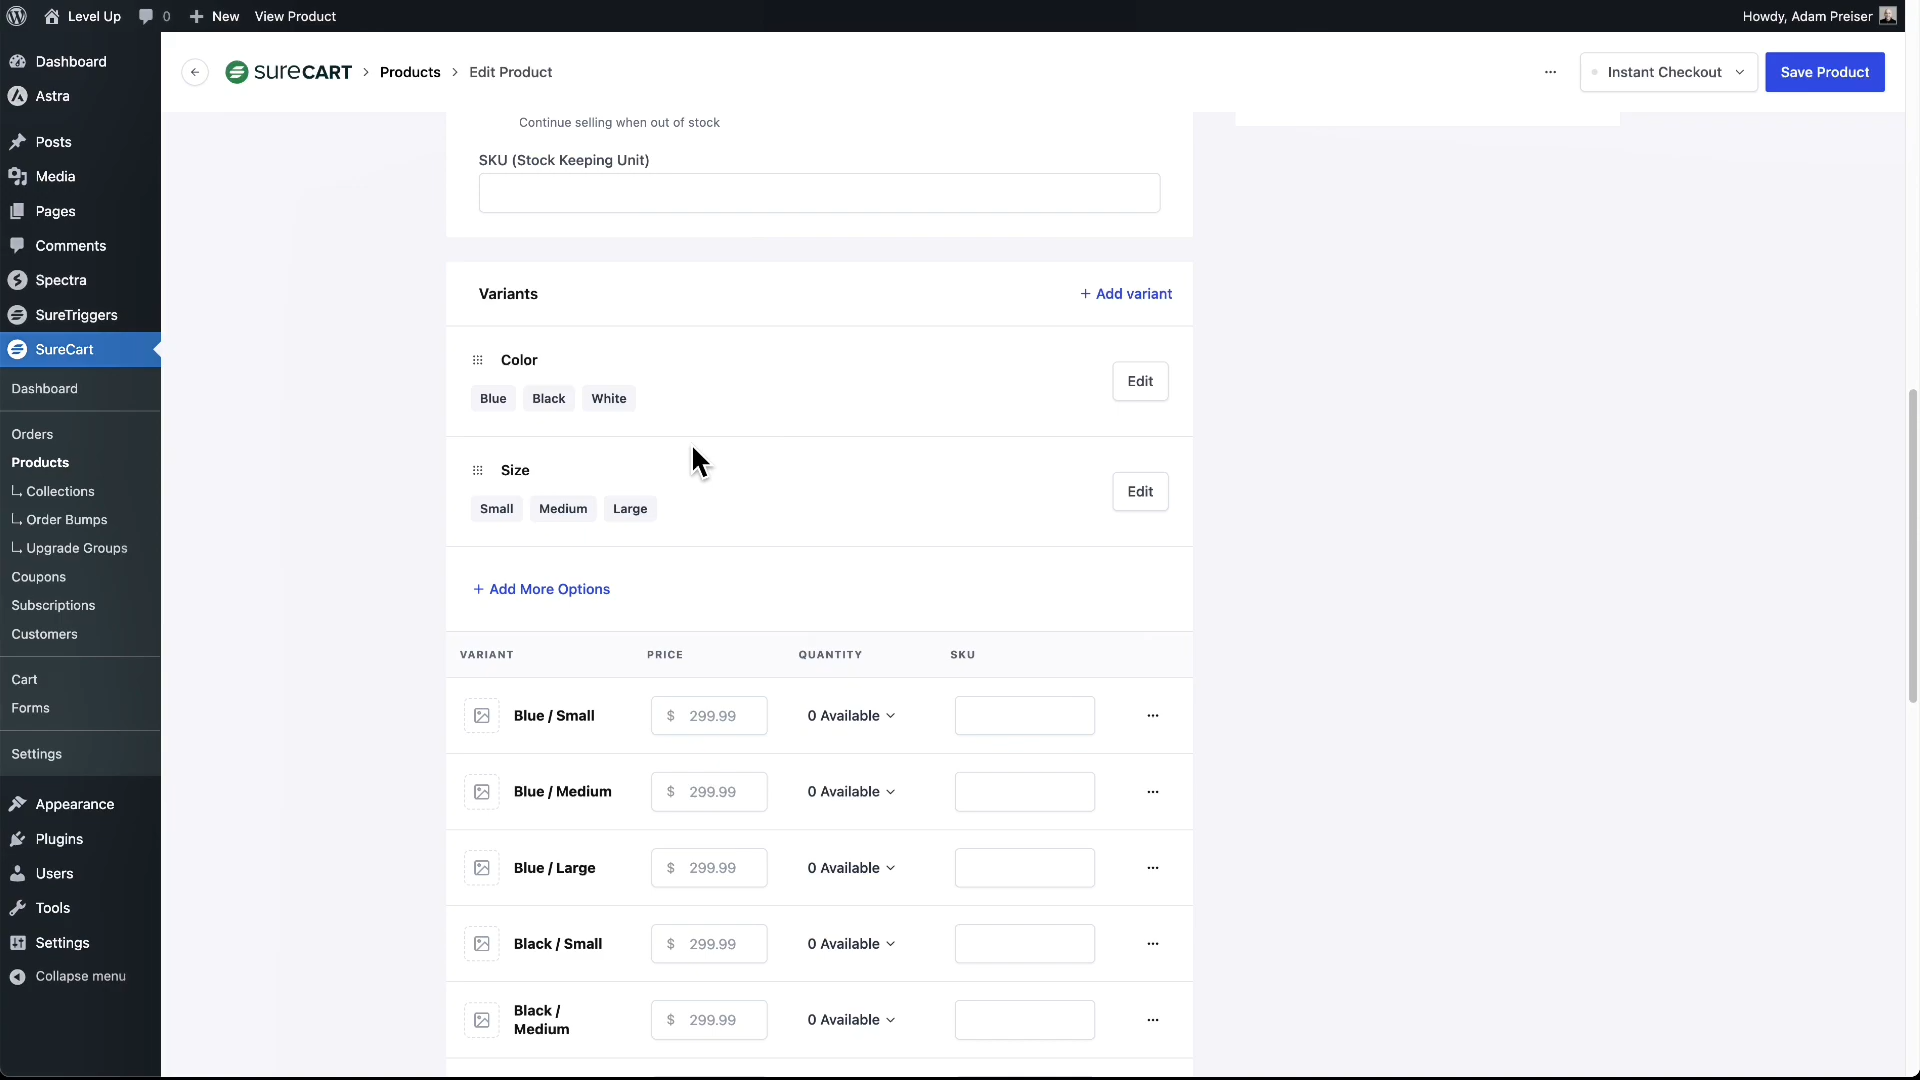 Level Up
0
New
View Product
Howdy, Adam Preiser
Dashboard
Astra
Posts
Media
Pages
Comments
Spectra
SureTriggers
SureCart
Dashboard
Orders
Products
Collections
Order Bumps
Upgrade Groups
Coupons
Subscriptions
Customers
Cart
Forms
Settings
Appearance
Plugins
Users
Tools
Settings
Collapse menu
SURECART > Products > Edit Product
...
Instant Checkout
Save Product
Continue selling when out of stock
SKU (Stock Keeping Unit)
Variants
+ Add variant
Color
Blue Black White
Edit
Size
Small Medium Large
Edit
+ Add More Options
VARIANT PRICE QUANTITY SKU
Blue / Small $ 299.99 0 Available ...
Blue / Medium $ 299.99 0 Available ...
Blue / Large $ 299.99 0 Available ...
Black / Small $ 299.99 0 Available ...
Black /
Medium $ 299.99 0 Available ...